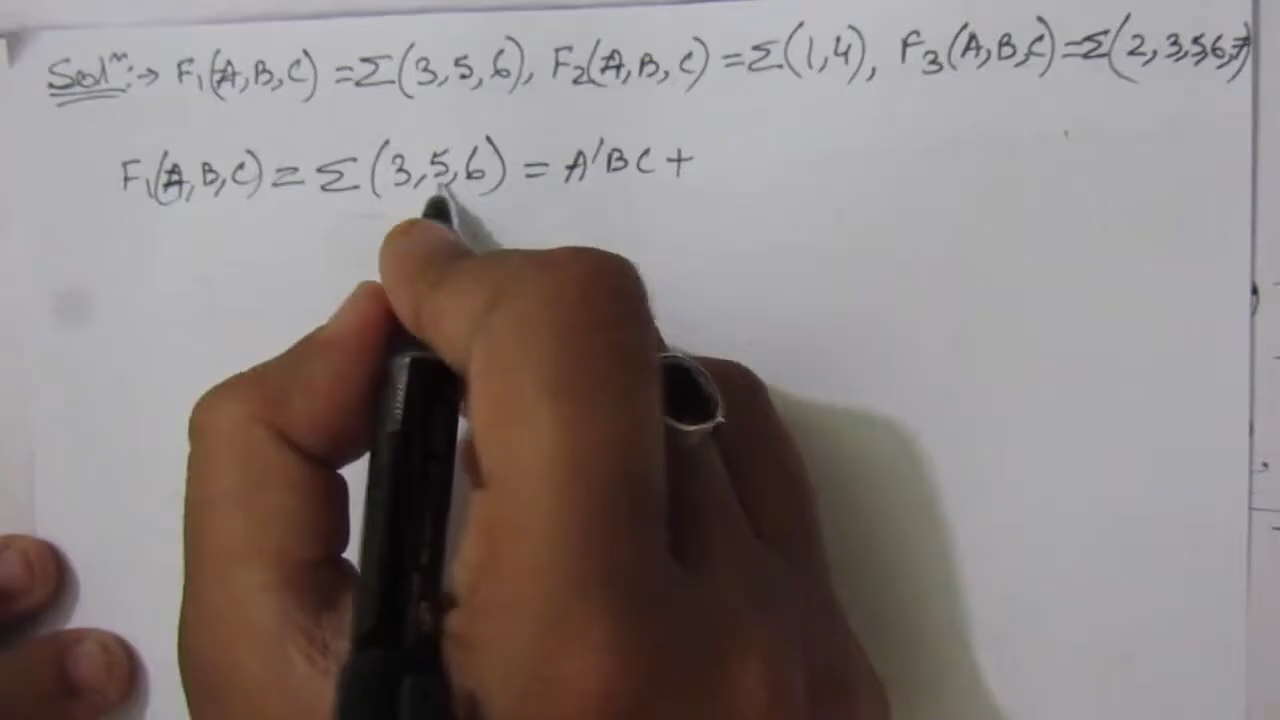 Solⁿ:→ F₁(A,B,C) = Σ(3,5,6), F₂(A,B,C) = Σ(1,4), F₃(A,B,C) = Σ(2,3,5,6,7)
F₁(A,B,C) = Σ(3,5,6) = A'BC +